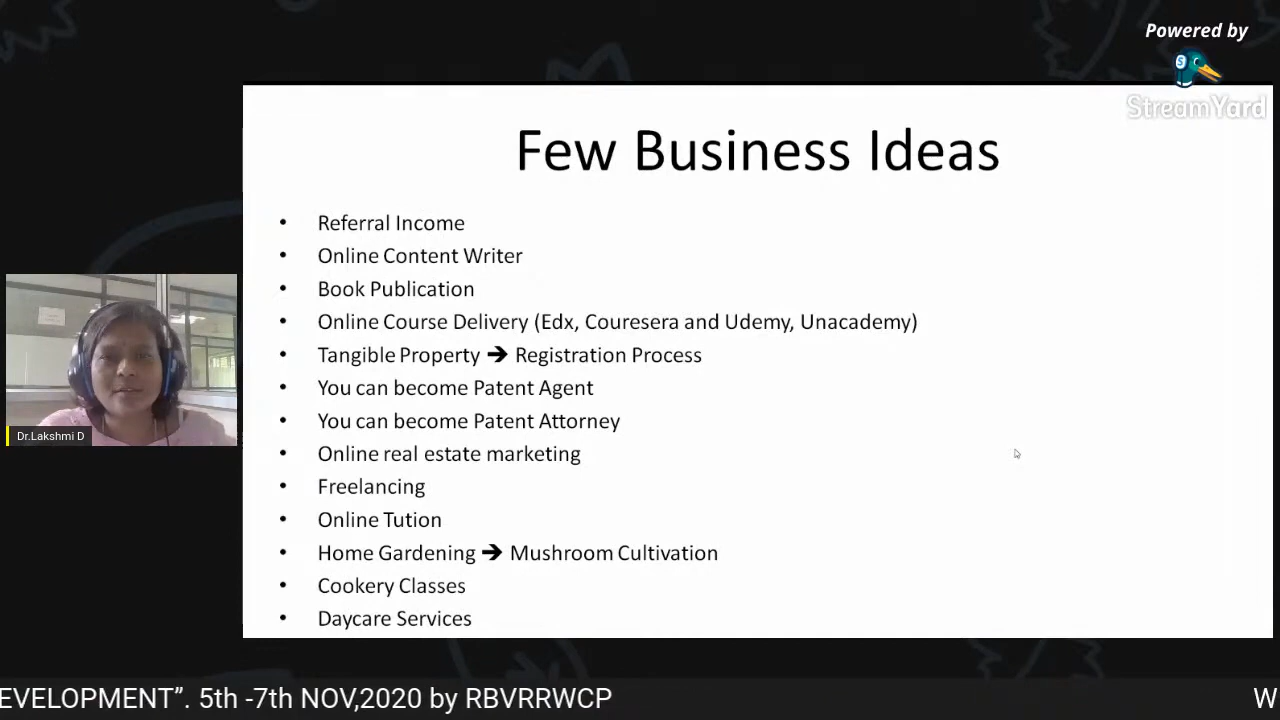 Powered by
StreamYard
Few Business Ideas
• Referral Income
• Online Content Writer
• Book Publication
• Online Course Delivery (Edx, Couresera and Udemy, Unacademy)
• Tangible Property ➔ Registration Process
• You can become Patent Agent
• You can become Patent Attorney
• Online real estate marketing
• Freelancing
• Online Tution
• Home Gardening ➔ Mushroom Cultivation
• Cookery Classes
• Daycare Services
Dr.Lakshmi D
EVELOPMENT”. 5th -7th NOV,2020 by RBVRRWCP W